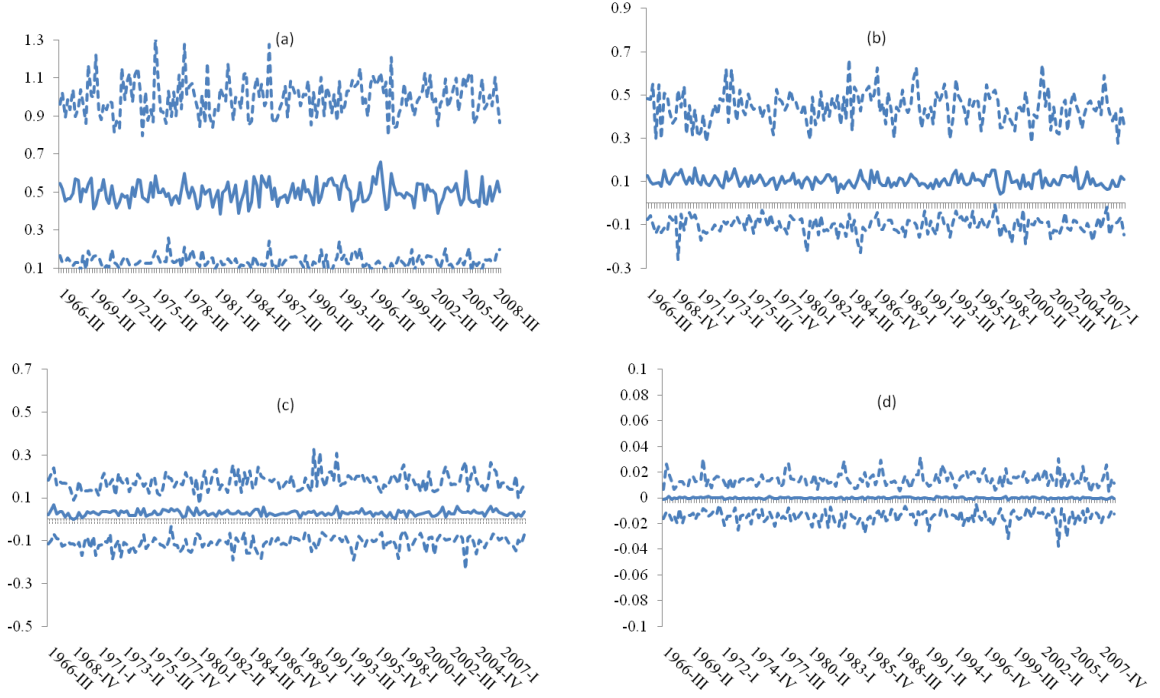 (a)
1.3
1.1
0.9
0.7
0.5
0.3
0.1
1966-III
1969-III
1972-III
1975-III
1978-III
1981-III
1984-III
1987-III
1990-III
1993-III
1996-III
1999-III
2002-III
2005-III
2008-III
(b)
0.9
0.7
0.5
0.3
0.1
-0.1
-0.3
1966-III
1968-IV
1971-I
1973-II
1975-III
1977-IV
1980-I
1982-II
1984-III
1986-IV
1989-I
1991-II
1993-III
1995-IV
1998-I
2000-II
2002-III
2004-IV
2007-I
(c)
0.7
0.5
0.3
0.1
-0.1
-0.3
-0.5
1966-III
1968-IV
1971-I
1973-II
1975-III
1977-IV
1980-I
1982-II
1984-III
1986-IV
1989-I
1991-II
1993-III
1995-IV
1998-I
2000-II
2002-III
2004-IV
2007-I
(d)
0.1
0.08
0.06
0.04
0.02
0
-0.02
-0.04
-0.06
-0.08
-0.1
1966-III
1969-II
1972-I
1974-IV
1977-III
1980-II
1983-I
1985-IV
1988-III
1991-II
1994-I
1996-IV
1999-III
2002-II
2005-I
2007-IV